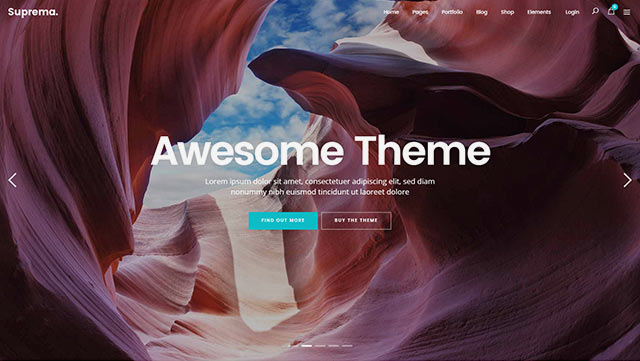 Suprema.
Home Pages Portfolio Blog Shop Elements Login
Awesome Theme
Lorem ipsum dolor sit amet, consectetuer adipiscing elit, sed diam
nonummy nibh euismod tincidunt ut laoreet dolore
FIND OUT MORE BUY THE THEME